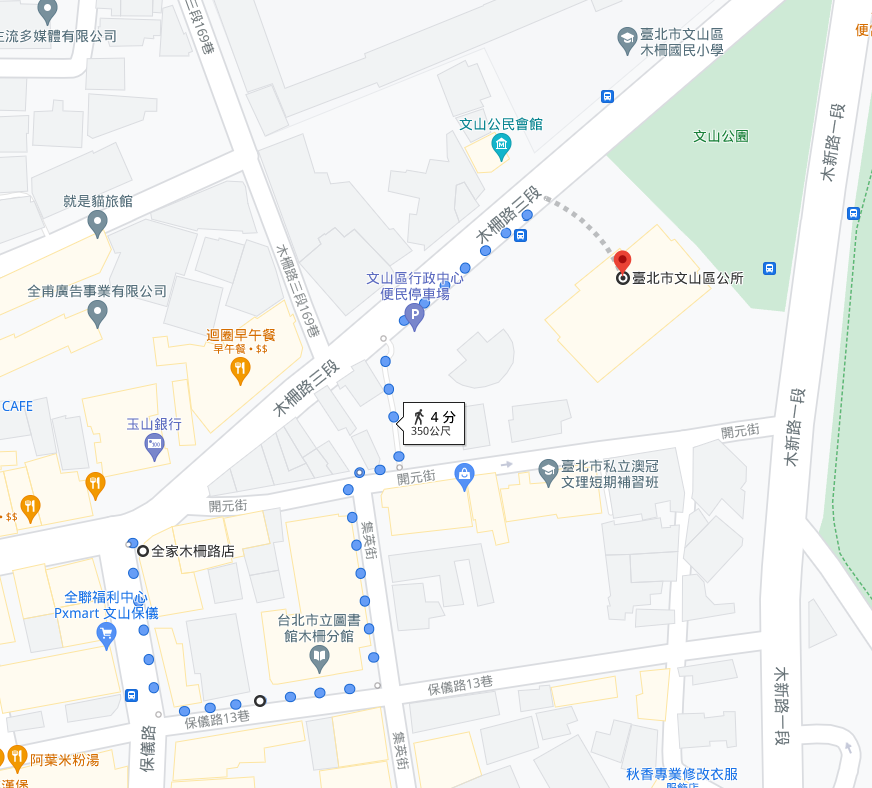 三段169巷
主流多媒體有限公司
臺北市文山區
木柵國民小學
文山公園
木新路一段
文山公民會館
就是貓旅館
木柵路三段
木柵路三段169巷
文山區行政中心
便民停車場
P
臺北市文山區公所
全甫廣告事業有限公司
迴圈早午餐
早午餐・$$
木柵路三段
CAFE
4 分
350公尺
木新路一段
玉山銀行
開元街
開元街
臺北市私立澳冠
文理短期補習班
・$$
開元街
集英街
全家木柵路店
全聯福利中心
Pxmart 文山保儀
台北市立圖書
館木柵分館
保儀路13巷
保儀路13巷
木新路一段
保儀路
集英街
阿葉米粉湯
漢堡
秋香專業修改衣服